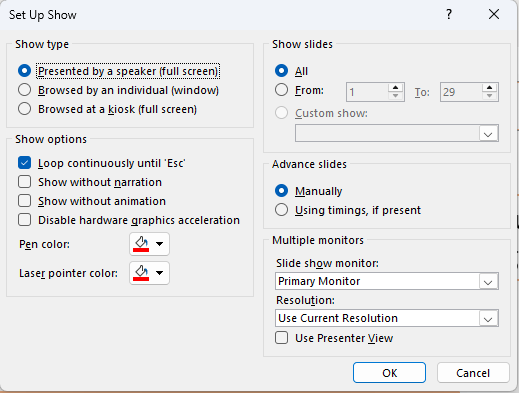 Set Up Show
?
Show type
Presented by a speaker (full screen)
Browsed by an individual (window)
Browsed at a kiosk (full screen)
Show options
Loop continuously until 'Esc'
Show without narration
Show without animation
Disable hardware graphics acceleration
Pen color:
Laser pointer color:
Show slides
All
From: 1 To: 29
Custom show:
Advance slides
Manually
Using timings, if present
Multiple monitors
Slide show monitor:
Primary Monitor
Resolution:
Use Current Resolution
Use Presenter View
OK Cancel